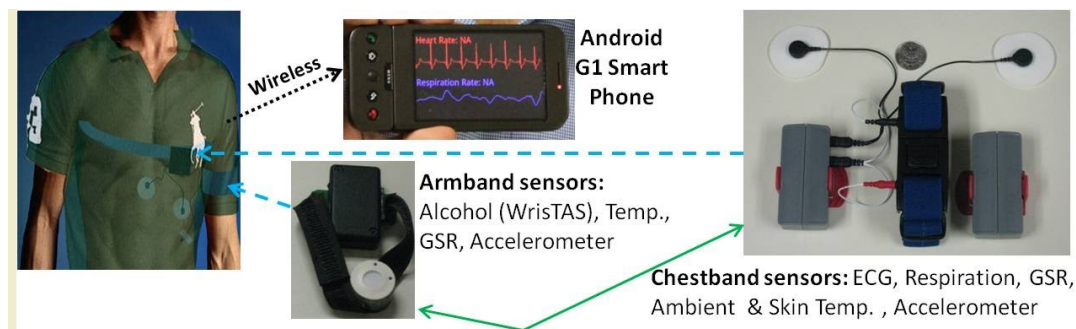 Wireless
Heart Rate: NA
Respiration Rate: NA
Android
G1 Smart
Phone
Armband sensors:
Alcohol (WrisTAS), Temp.,
GSR, Accelerometer
Chestband sensors: ECG, Respiration, GSR,
Ambient & Skin Temp. , Accelerometer
3